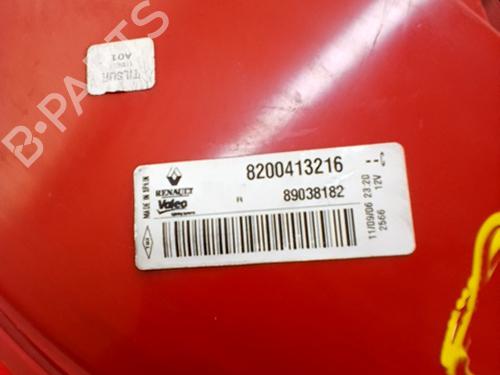 TILSUR
A01
B-PARTS
MADE IN SPAIN
RENAULT
Valeo
8200413216
R 89038182
11/09/06 23:20
2566 12V